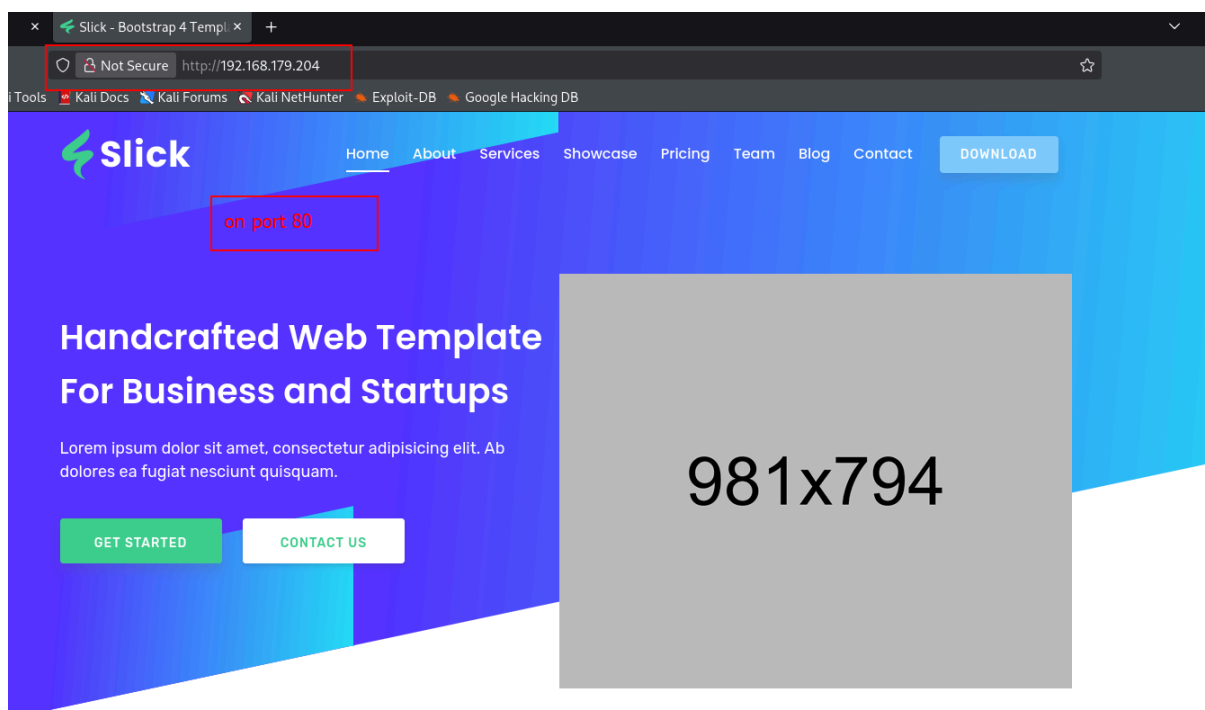 Slick - Bootstrap 4 Templ
Not Secure http://192.168.179.204
i Tools Kali Docs Kali Forums Kali NetHunter Exploit-DB Google Hacking DB
Slick Home About Services Showcase Pricing Team Blog Contact DOWNLOAD
on port 80
Handcrafted Web Template
For Business and Startups
Lorem ipsum dolor sit amet, consectetur adipisicing elit. Ab
dolores ea fugiat nesciunt quisquam.
981x794
GET STARTED CONTACT US